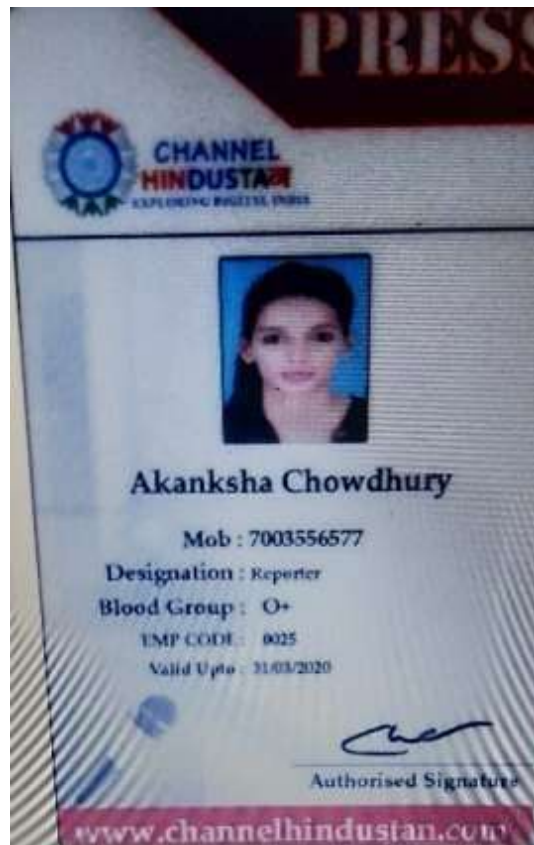 PRESS
CHANNEL
HINDUSTAN
EXPLORING DIGITAL INDIA
Akanksha Chowdhury
Mob : 7003556577
Designation : Reporter
Blood Group : O+
EMP CODE : 0025
Valid Upto : 31/03/2020
Authorised Signature
www.channelhindustan.com